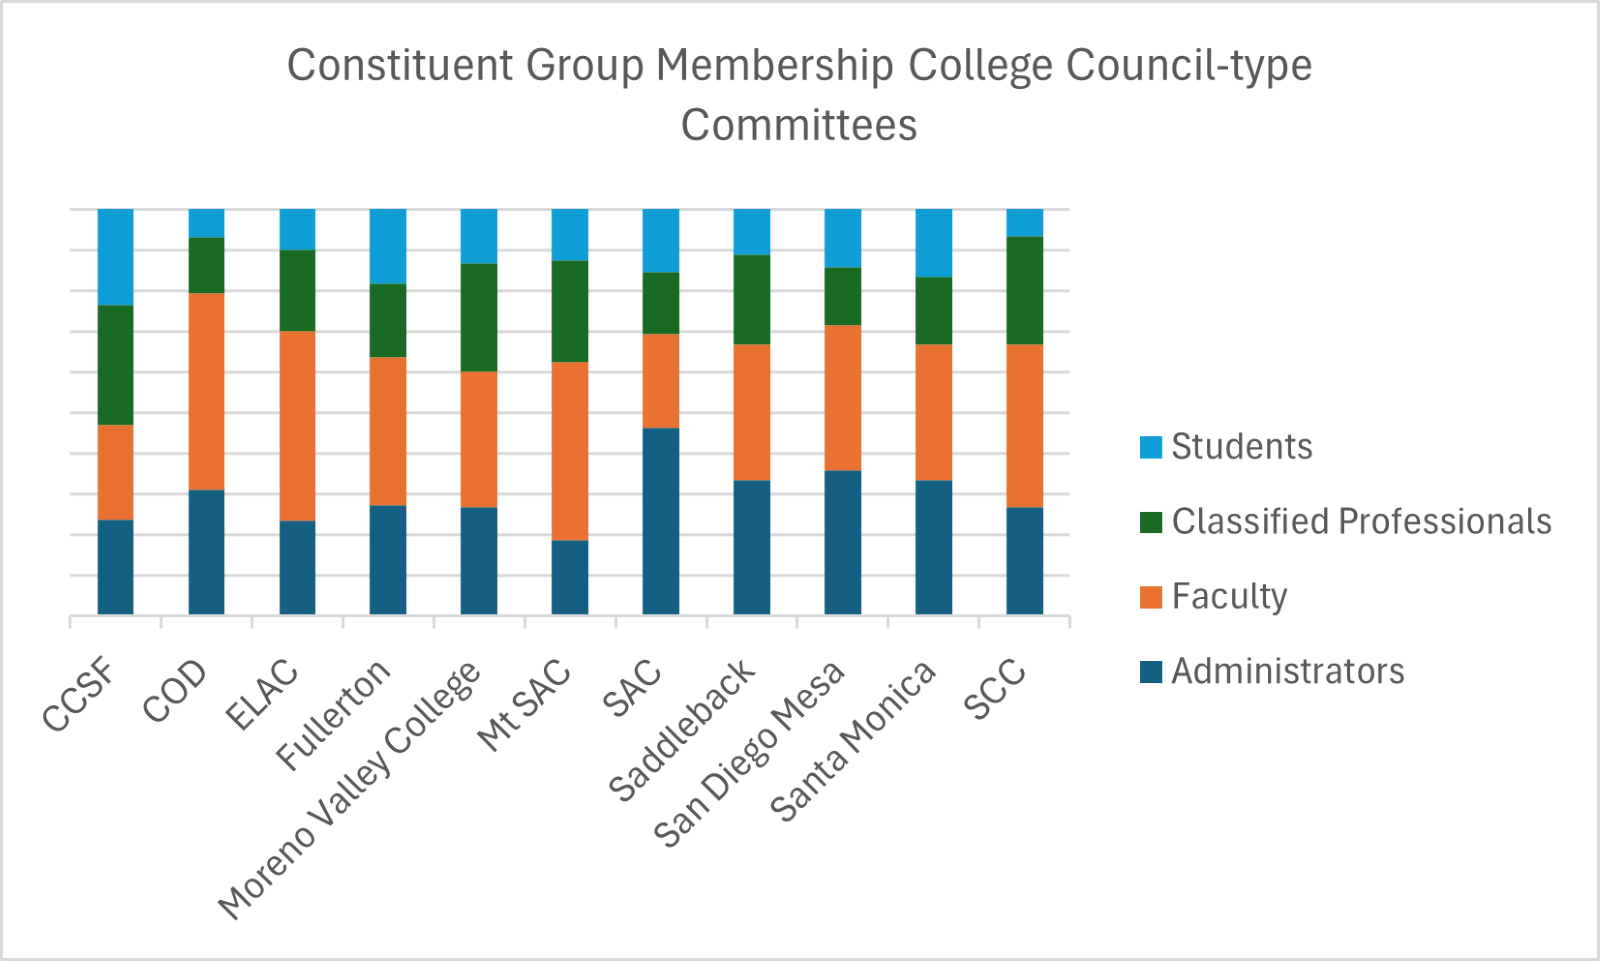 Constituent Group Membership College Council-type
Committees
Students
Classified Professionals
Faculty
Administrators
CCSF
COD
ELAC
Fullerton
Moreno Valley College
Mt SAC
SAC
Saddleback
San Diego Mesa
Santa Monica
SCC